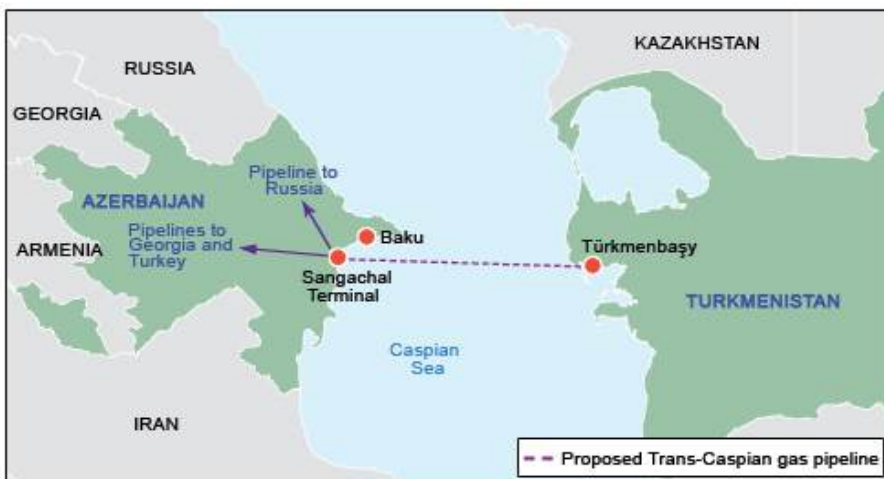 KAZAKHSTAN
RUSSIA
GEORGIA
Pipeline to
Russia
AZERBAIJAN
Pipelines to
Georgia and
Turkey
ARMENIA
Baku
Türkmenbaşy
Sangachal
Terminal
TURKMENISTAN
Caspian
Sea
IRAN
Proposed Trans-Caspian gas pipeline